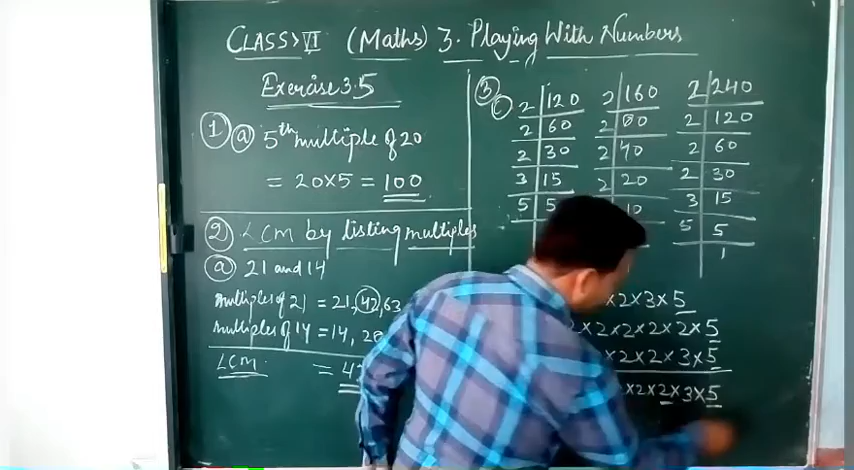 CLASS>VI (Maths) 3. Playing With Numbers
Exercise 3.5
1 a 5th multiple of 20
= 20×5 = 100
2 LCM by listing multiples
a 21 and 14
multiples of 21 = 21, 42, 63
multiples of 14 = 14, 28
LCM = 42
3 c
2 120
2 60
2 30
3 15
5 5
2 160
2 80
2 40
2 20
10
2 240
2 120
2 60
2 30
3 15
5 5
1
×2×3×5
×2×2×2×2×5
×2×2×3×5
×2×2×3×5